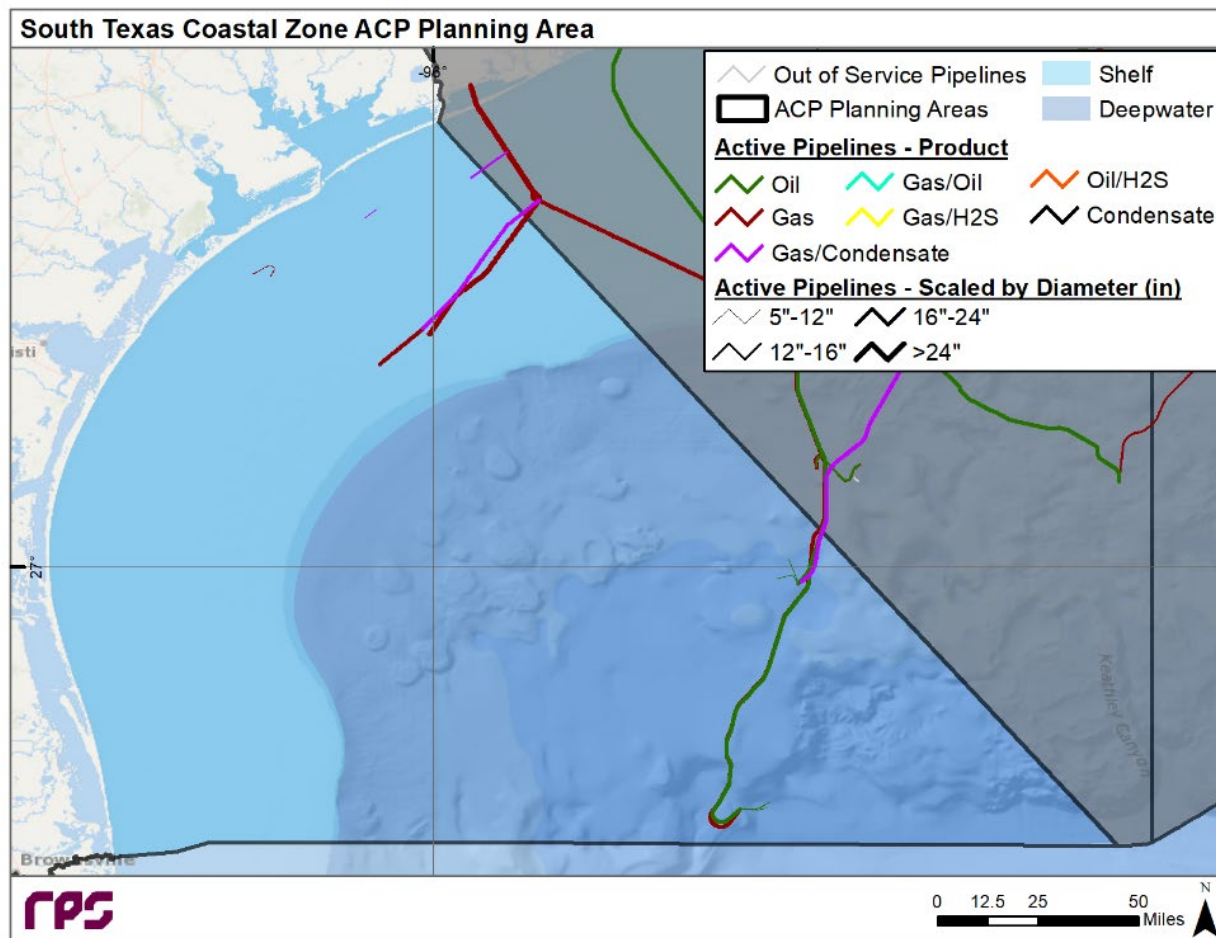 South Texas Coastal Zone ACP Planning Area
-96°
Out of Service Pipelines
Shelf
ACP Planning Areas
Deepwater
Active Pipelines - Product
Oil
Gas/Oil
Oil/H2S
Gas
Gas/H2S
Condensate
Gas/Condensate
Active Pipelines - Scaled by Diameter (in)
5"-12"
16"-24"
12"-16"
>24"
isti
27°
Keathley Canyon
Brownsville
rps
0 12.5 25 50
Miles
N